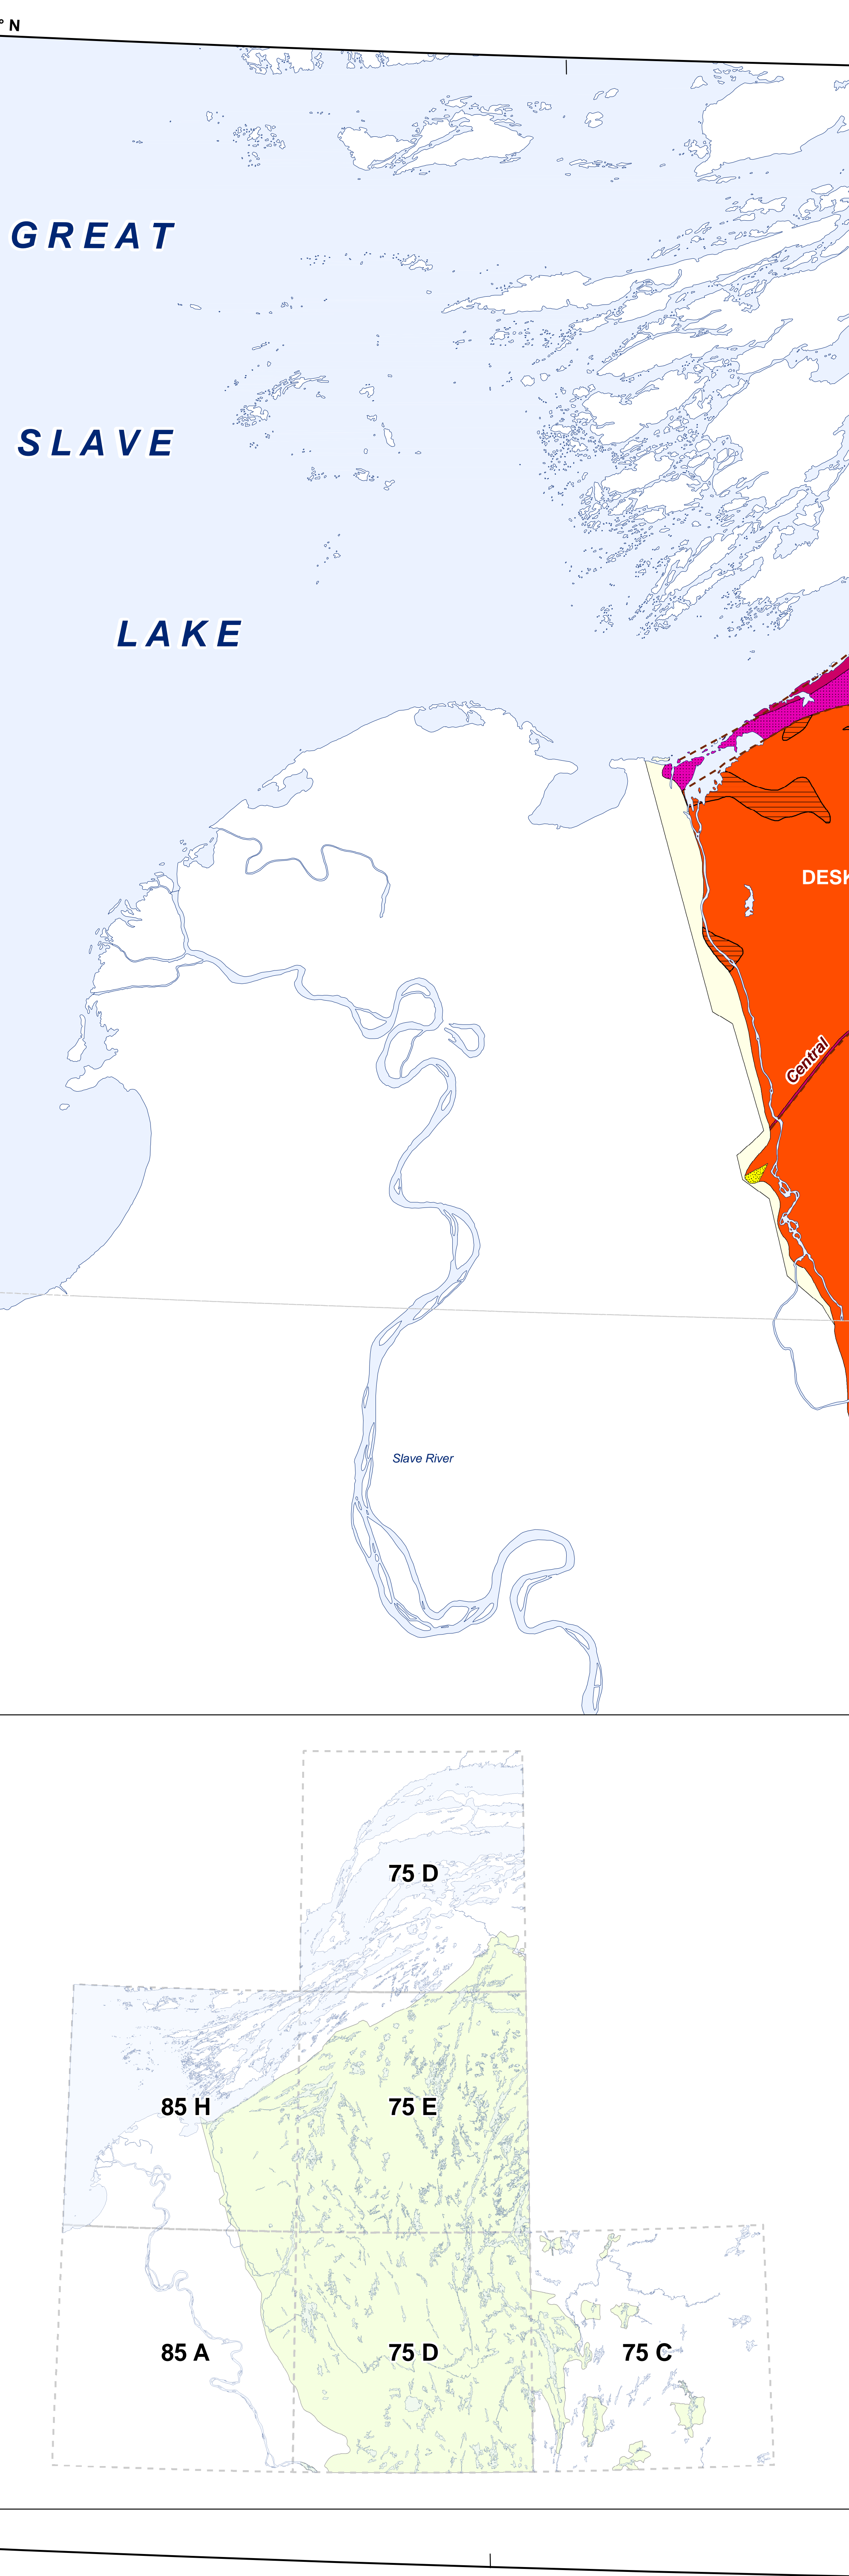 ° N
GREAT
SLAVE
LAKE
DESK
Central
Slave River
75 D
85 H
75 E
85 A
75 D
75 C